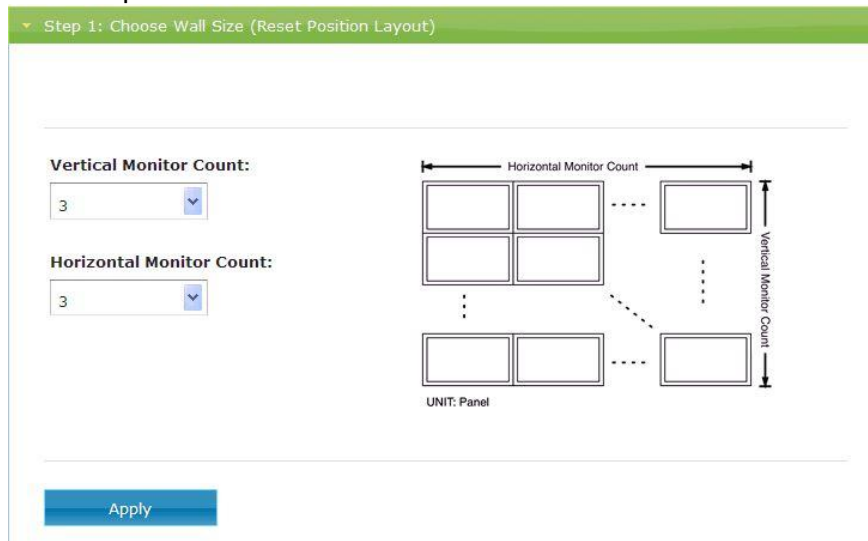 Step 1: Choose Wall Size (Reset Position Layout)
Vertical Monitor Count:
3
Horizontal Monitor Count:
3
Horizontal Monitor Count
Vertical Monitor Count
UNIT: Panel
Apply